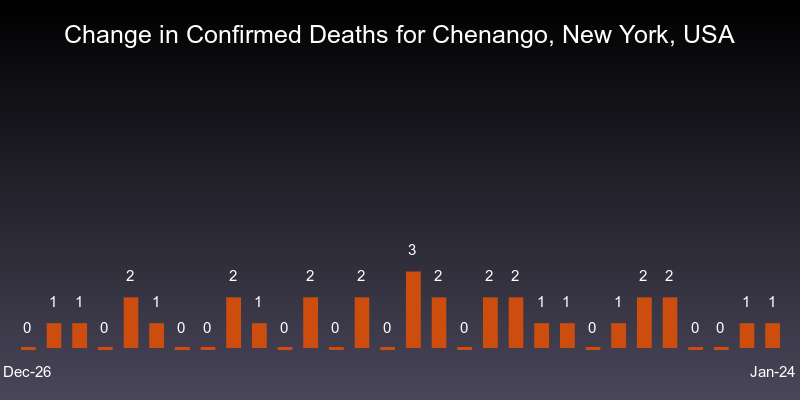 Change in Confirmed Deaths for Chenango, New York, USA
0 1 1 0 2 1 0 0 2 1 0 2 0 2 0 3 2 0 2 2 1 1 0 1 2 2 0 0 1 1
Dec-26 Jan-24